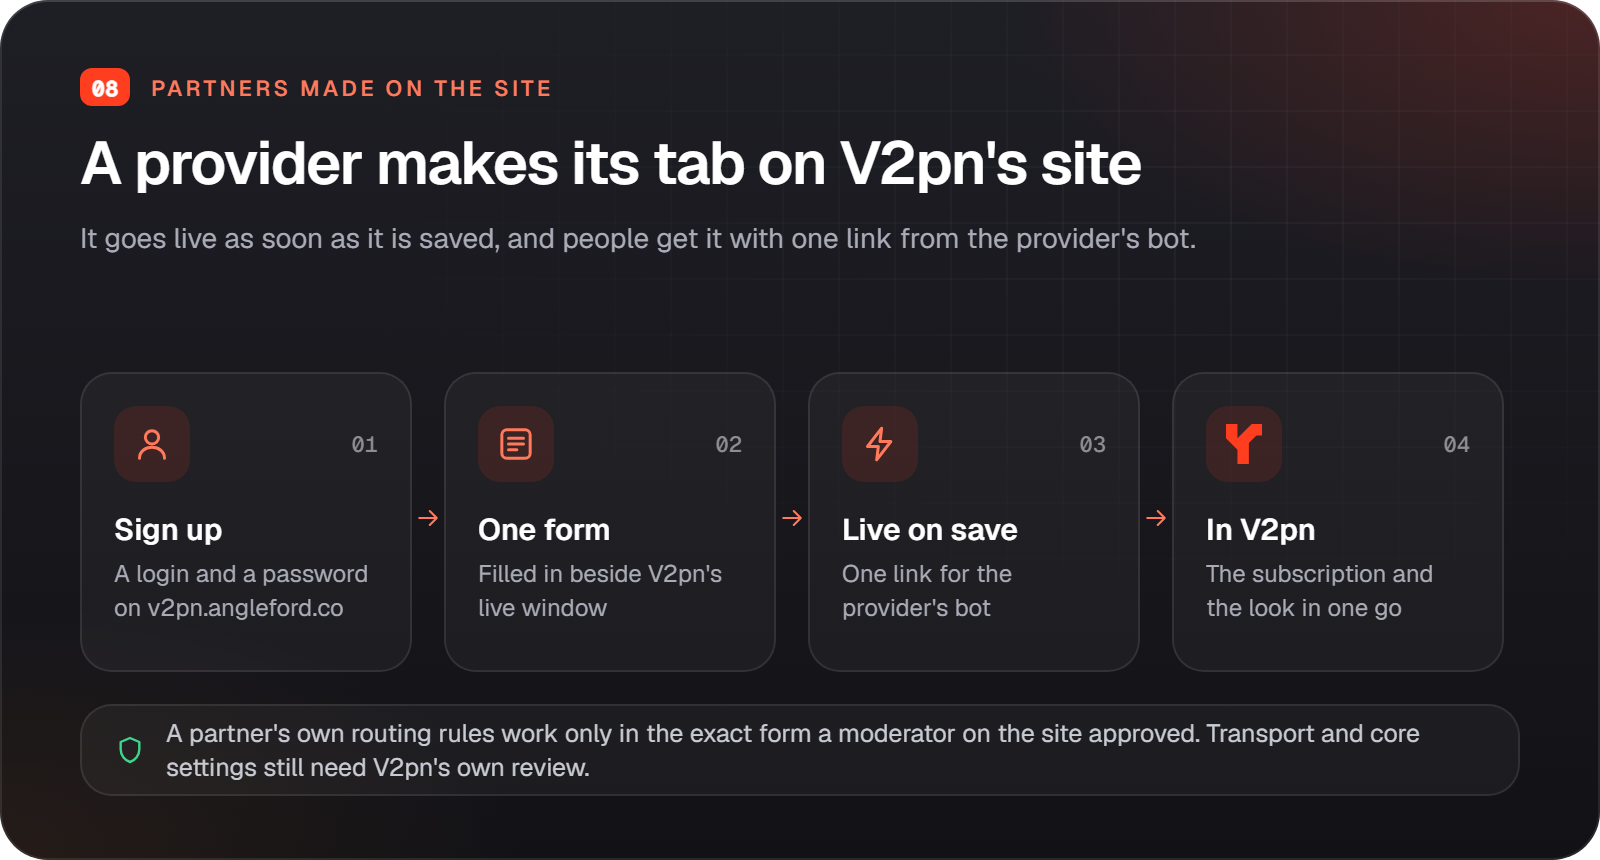 08 PARTNERS MADE ON THE SITE
A provider makes its tab on V2pn's site
It goes live as soon as it is saved, and people get it with one link from the provider's bot.
01
Sign up
A login and a password
on v2pn.angleford.co
02
One form
Filled in beside V2pn's
live window
03
Live on save
One link for the
provider's bot
04
In V2pn
The subscription and
the look in one go
A partner's own routing rules work only in the exact form a moderator on the site approved. Transport and core
settings still need V2pn's own review.